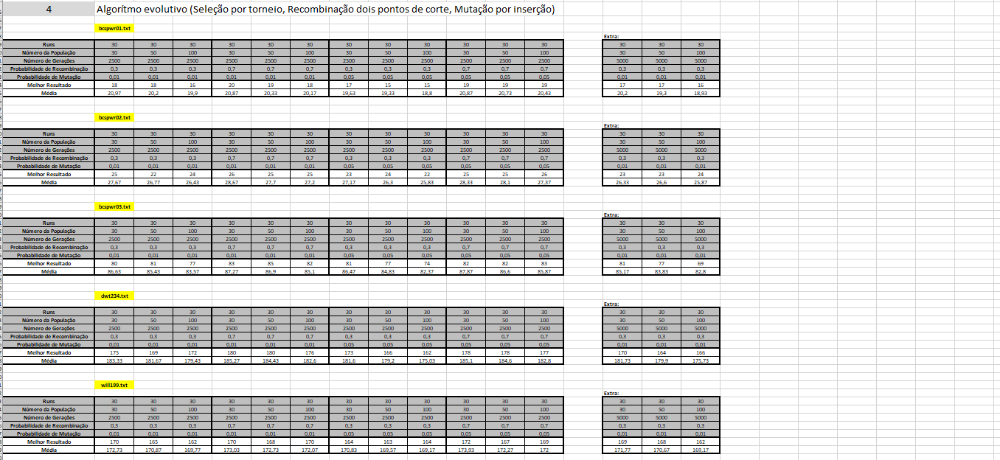 4 Algorítmo evolutivo (Seleção por torneio, Recombinação dois pontos de corte, Mutação por inserção)
bcspwr01.txt
Extra:
Runs 30 30 30 30 30 30 30 30 30 30 30 30 30 30 30
Número da População 30 50 100 30 50 100 30 50 100 30 50 100 30 50 100
Número de Gerações 2500 2500 2500 2500 2500 2500 2500 2500 2500 2500 2500 2500 5000 5000 5000
Probabilidade de Recombinação 0,3 0,3 0,3 0,7 0,7 0,7 0,3 0,3 0,3 0,7 0,7 0,7 0,3 0,3 0,3
Probabilidade de Mutação 0,01 0,01 0,01 0,01 0,01 0,01 0,05 0,05 0,05 0,05 0,05 0,05 0,01 0,01 0,01
Melhor Resultado 18 18 16 20 19 18 17 15 15 19 19 19 17 17 16
Média 20,97 20,2 19,9 20,87 20,33 20,17 19,63 19,33 18,8 20,87 20,73 20,43 20,2 19,3 18,93
bcspwr02.txt
Extra:
Runs 30 30 30 30 30 30 30 30 30 30 30 30 30 30 30
Número da População 30 50 100 30 50 100 30 50 100 30 50 100 30 50 100
Número de Gerações 2500 2500 2500 2500 2500 2500 2500 2500 2500 2500 2500 2500 5000 5000 5000
Probabilidade de Recombinação 0,3 0,3 0,3 0,7 0,7 0,7 0,3 0,3 0,3 0,7 0,7 0,7 0,3 0,3 0,3
Probabilidade de Mutação 0,01 0,01 0,01 0,01 0,01 0,01 0,05 0,05 0,05 0,05 0,05 0,05 0,01 0,01 0,01
Melhor Resultado 25 22 24 26 25 25 23 24 22 25 25 26 23 23 24
Média 27,67 26,77 26,43 28,67 27,7 27,2 27,17 26,3 25,83 28,33 28,1 27,37 26,33 26,6 25,87
bcspwr03.txt
Extra:
Runs 30 30 30 30 30 30 30 30 30 30 30 30 30 30 30
Número da População 30 50 100 30 50 100 30 50 100 30 50 100 30 50 100
Número de Gerações 2500 2500 2500 2500 2500 2500 2500 2500 2500 2500 2500 2500 5000 5000 5000
Probabilidade de Recombinação 0,3 0,3 0,3 0,7 0,7 0,7 0,3 0,3 0,3 0,7 0,7 0,7 0,3 0,3 0,3
Probabilidade de Mutação 0,01 0,01 0,01 0,01 0,01 0,01 0,05 0,05 0,05 0,05 0,05 0,05 0,01 0,01 0,01
Melhor Resultado 80 81 77 83 85 82 81 77 74 82 82 83 81 77 69
Média 86,63 85,43 83,57 87,27 86,9 85,1 86,47 84,83 82,37 87,87 86,6 85,87 85,17 83,83 82,8
dwt234.txt
Extra:
Runs 30 30 30 30 30 30 30 30 30 30 30 30 30 30 30
Número da População 30 50 100 30 50 100 30 50 100 30 50 100 30 50 100
Número de Gerações 2500 2500 2500 2500 2500 2500 2500 2500 2500 2500 2500 2500 5000 5000 5000
Probabilidade de Recombinação 0,3 0,3 0,3 0,7 0,7 0,7 0,3 0,3 0,3 0,7 0,7 0,7 0,3 0,3 0,3
Probabilidade de Mutação 0,01 0,01 0,01 0,01 0,01 0,01 0,05 0,05 0,05 0,05 0,05 0,05 0,01 0,01 0,01
Melhor Resultado 175 169 172 180 180 176 173 166 162 178 178 177 170 164 166
Média 183,33 181,67 179,43 185,27 184,43 182,6 181,6 179,2 175,03 185,1 184,6 182,8 181,73 179,9 175,73
will199.txt
Extra:
Runs 30 30 30 30 30 30 30 30 30 30 30 30 30 30 30
Número da População 30 50 100 30 50 100 30 50 100 30 50 100 30 50 100
Número de Gerações 2500 2500 2500 2500 2500 2500 2500 2500 2500 2500 2500 2500 5000 5000 5000
Probabilidade de Recombinação 0,3 0,3 0,3 0,7 0,7 0,7 0,3 0,3 0,3 0,7 0,7 0,7 0,3 0,3 0,3
Probabilidade de Mutação 0,01 0,01 0,01 0,01 0,01 0,01 0,05 0,05 0,05 0,05 0,05 0,05 0,01 0,01 0,01
Melhor Resultado 170 165 162 170 168 170 164 163 164 172 167 169 169 168 162
Média 172,73 170,87 169,77 173,03 172,73 172,07 170,83 169,57 169,17 173,93 172,27 172 171,77 170,67 169,17